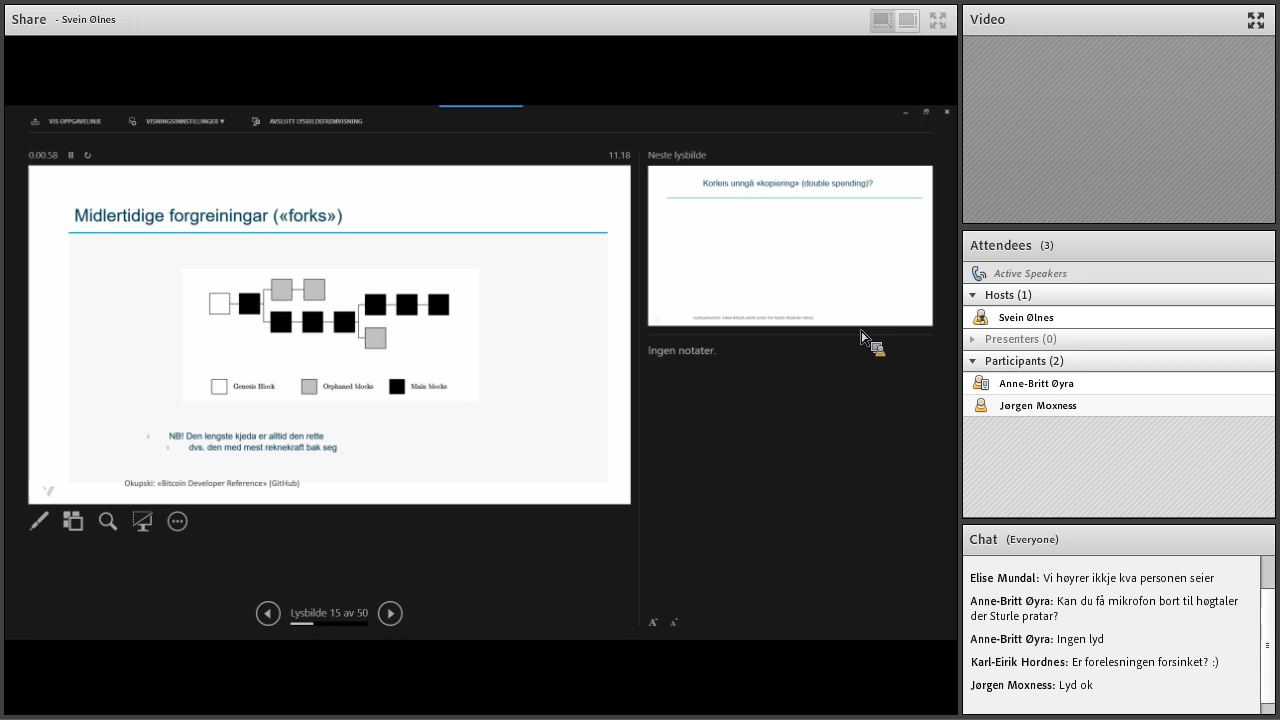 Share - Svein Ølnes
VIS OPPGAVELINJE
VISNINGSINNSTILLINGER ▾
AVSLUTT LYSBILDEFREMVISNING
0.00.58
11.18
Midlertidige forgreiningar («forks»)
Genesis Block
Orphaned blocks
Main blocks
NB! Den lengste kjeda er alltid den rette
dvs. den med mest reknekraft bak seg
Okupski: «Bitcoin Developer Reference» (GitHub)
Lysbilde 15 av 50
Neste lysbilde
Korleis unngå «kopiering» (double spending)?
Ingen notater.
A A
Video
Attendees (3)
Active Speakers
Hosts (1)
Svein Ølnes
Presenters (0)
Participants (2)
Anne-Britt Øyra
Jørgen Moxness
Chat (Everyone)
Elise Mundal: Vi høyrer ikkje kva personen seier
Anne-Britt Øyra: Kan du få mikrofon bort til høgtaler
der Sturle pratar?
Anne-Britt Øyra: Ingen lyd
Karl-Eirik Hordnes: Er forelesningen forsinket? :)
Jørgen Moxness: Lyd ok